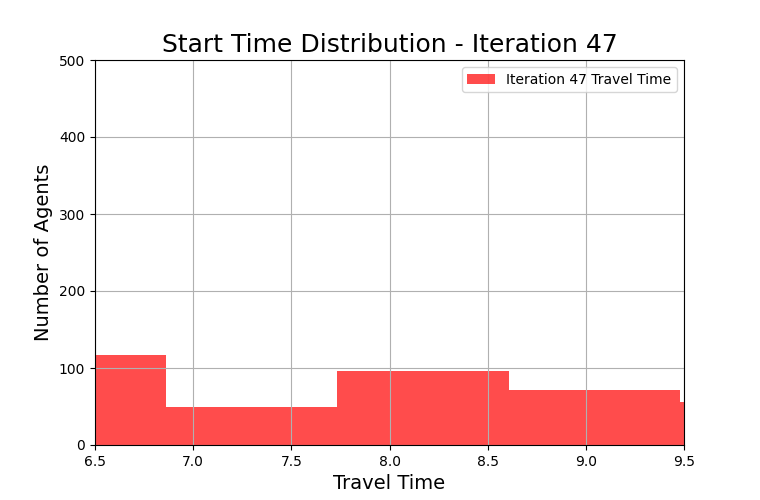 Start Time Distribution - Iteration 47
Iteration 47 Travel Time
Number of Agents
500
400
300
200
100
0
6.5 7.0 7.5 8.0 8.5 9.0 9.5
Travel Time